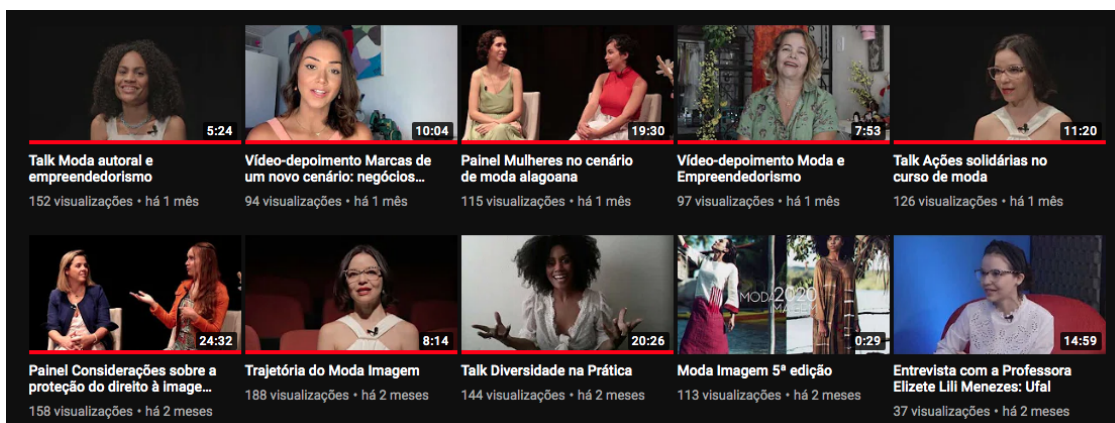 5:24
10:04
19:30
7:53
11:20
Talk Moda autoral e
empreendedorismo
152 visualizações • há 1 mês
Vídeo-depoimento Marcas de
um novo cenário: negócios...
94 visualizações • há 1 mês
Painel Mulheres no cenário
de moda alagoana
115 visualizações • há 1 mês
Vídeo-depoimento Moda e
Empreendedorismo
97 visualizações • há 1 mês
Talk Ações solidárias no
curso de moda
126 visualizações • há 1 mês
24:32
8:14
20:26
MODA2020
0:29
14:59
Painel Considerações sobre a
proteção do direito à image...
158 visualizações • há 2 meses
Trajetória do Moda Imagem
188 visualizações • há 2 meses
Talk Diversidade na Prática
144 visualizações • há 2 meses
Moda Imagem 5ª edição
113 visualizações • há 2 meses
Entrevista com a Professora
Elizete Lili Menezes: Ufal
37 visualizações • há 2 meses